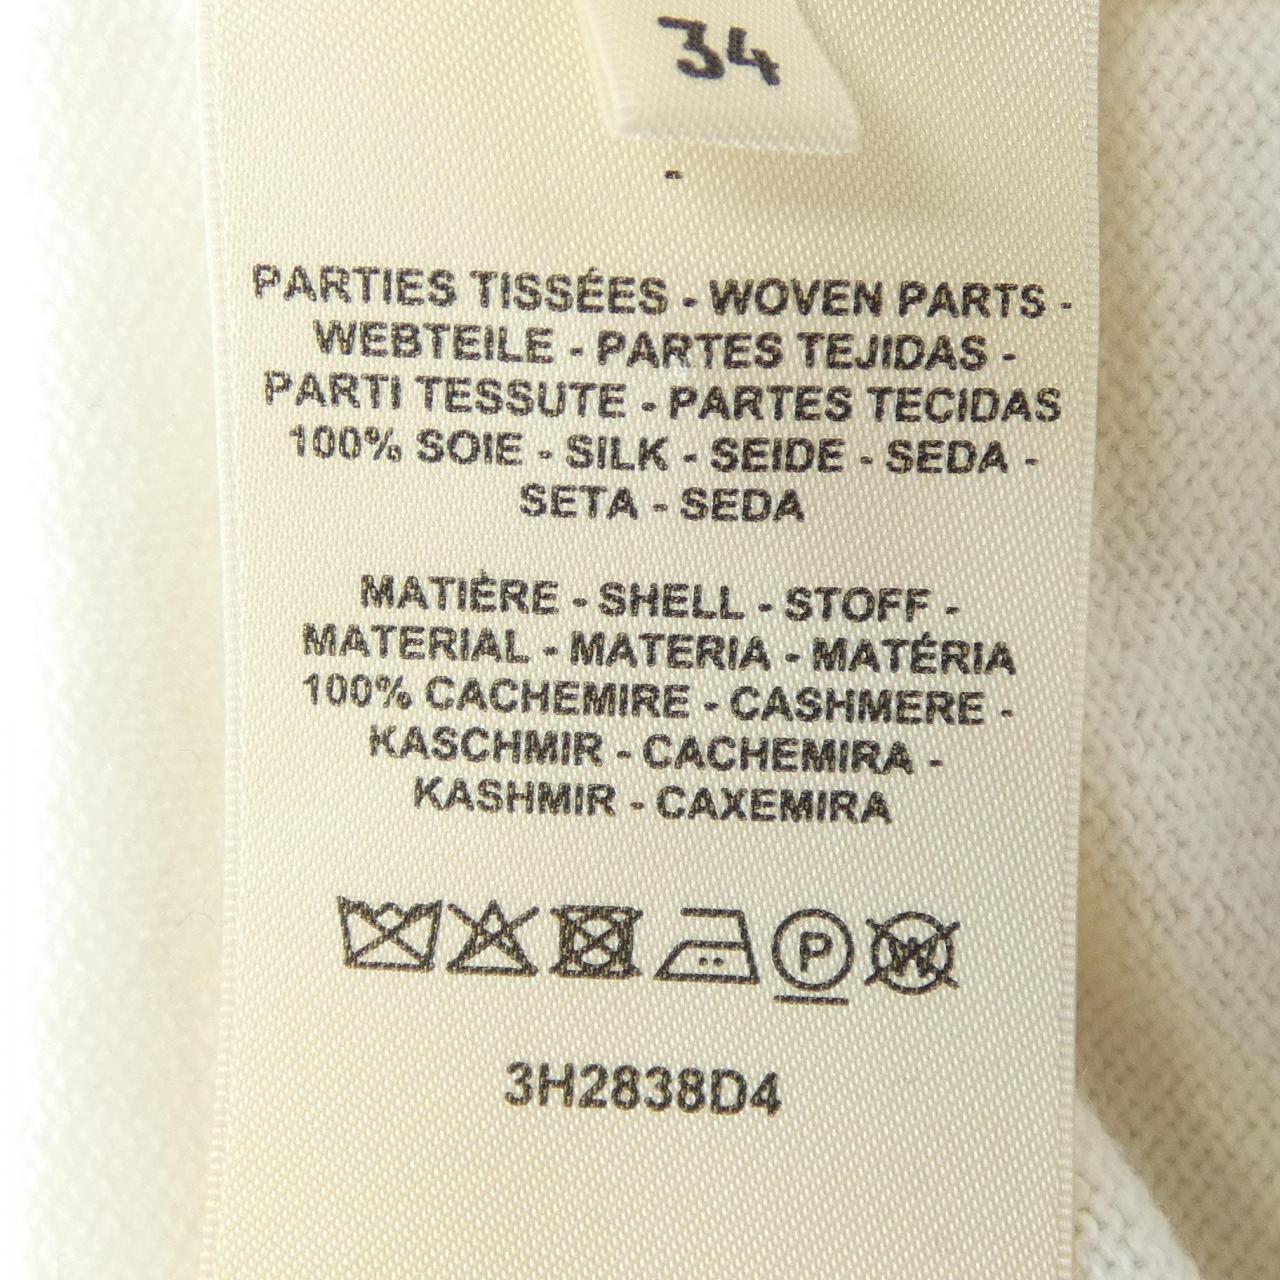 34
-
PARTIES TISSÉES - WOVEN PARTS -
WEBTEILE - PARTES TEJIDAS -
PARTI TESSUTE - PARTES TECIDAS
100% SOIE - SILK - SEIDE - SEDA -
SETA - SEDA
MATIÈRE - SHELL - STOFF -
MATERIAL - MATERIA - MATÉRIA
100% CACHEMIRE - CASHMERE -
KASCHMIR - CACHEMIRA -
KASHMIR - CAXEMIRA
P W
3H2838D4